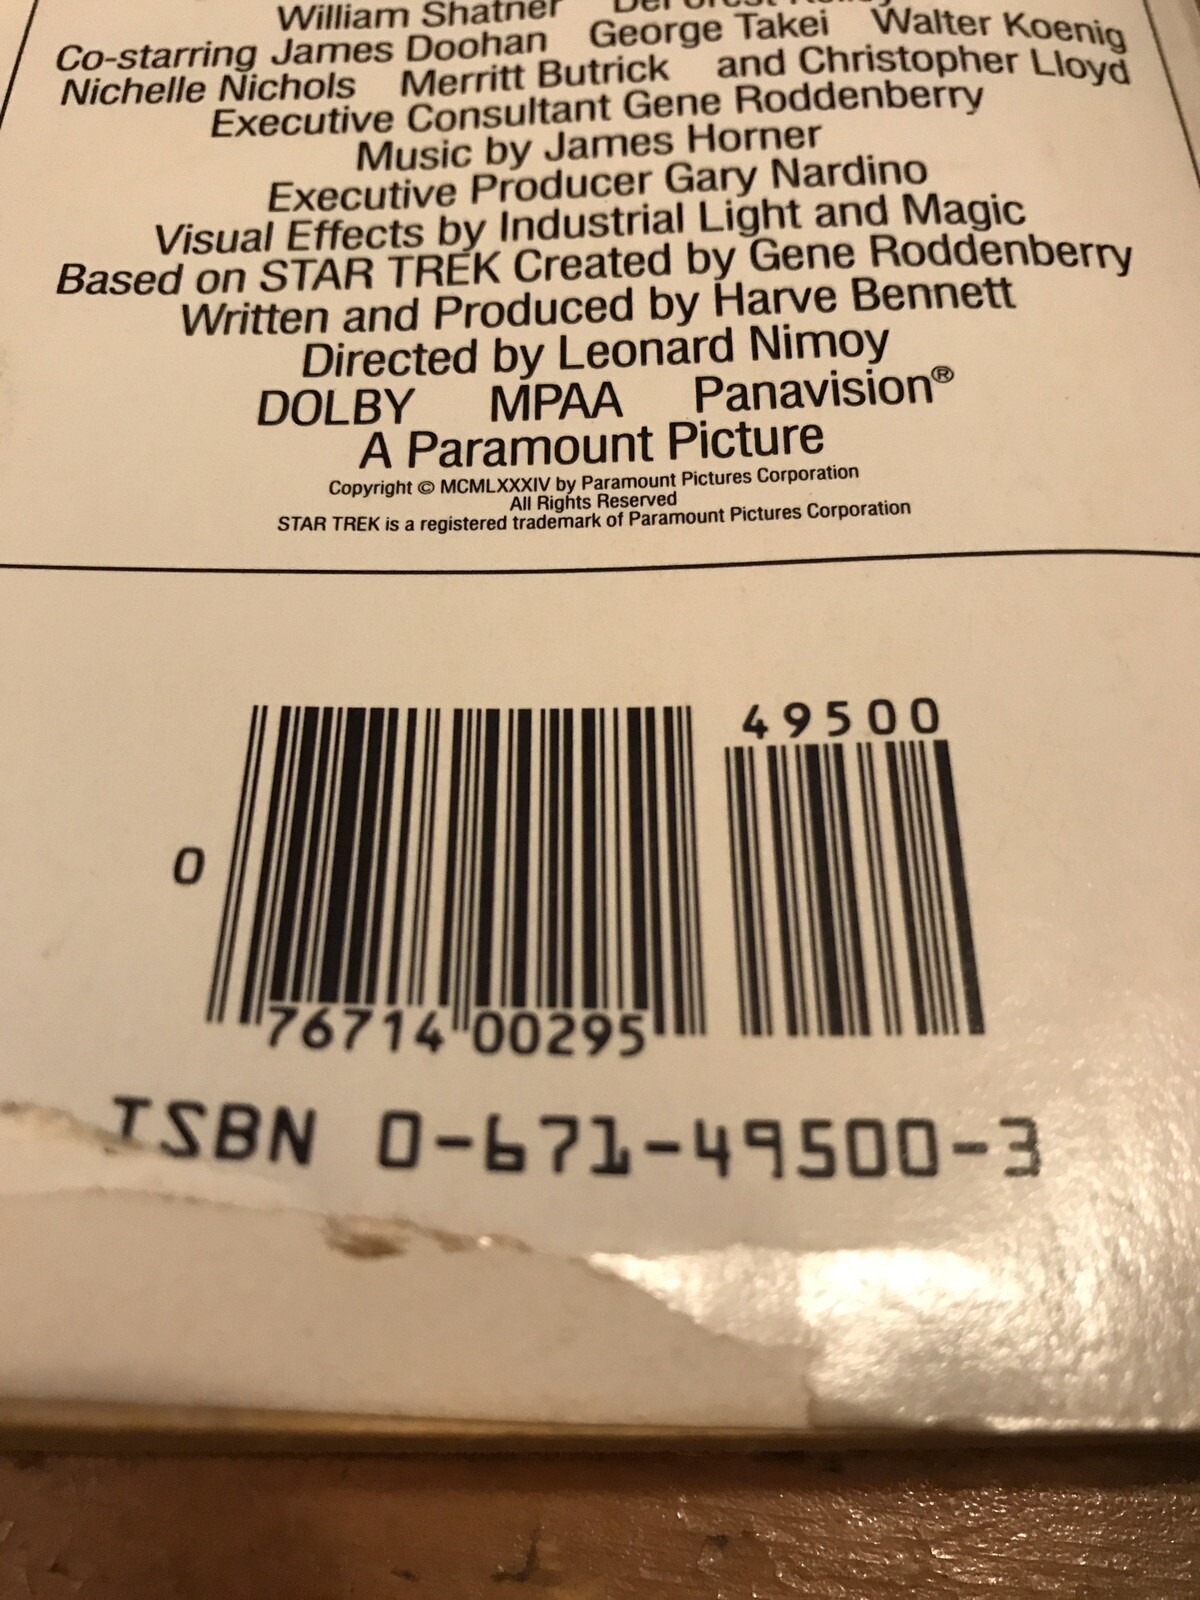 William Shatner
Co-starring James Doohan George Takei Walter Koenig
Nichelle Nichols Merritt Butrick and Christopher Lloyd
Executive Consultant Gene Roddenberry
Music by James Horner
Executive Producer Gary Nardino
Visual Effects by Industrial Light and Magic
Based on STAR TREK Created by Gene Roddenberry
Written and Produced by Harve Bennett
Directed by Leonard Nimoy
DOLBY MPAA Panavision®
A Paramount Picture
Copyright © MCMLXXXIV by Paramount Pictures Corporation
All Rights Reserved
STAR TREK is a registered trademark of Paramount Pictures Corporation
49500
0
76714 00295
ISBN 0-671-49500-3